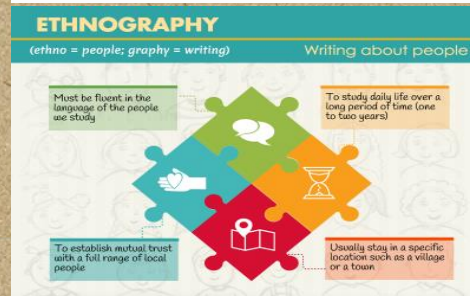 ETHNOGRAPHY
(ethno = people; graphy = writing)
Writing about people
Must be fluent in the
language of the people
we study
To study daily life over a
long period of time (one
to two years)
To establish mutual trust
with a full range of local
people
Usually stay in a specific
location such as a village
or a town